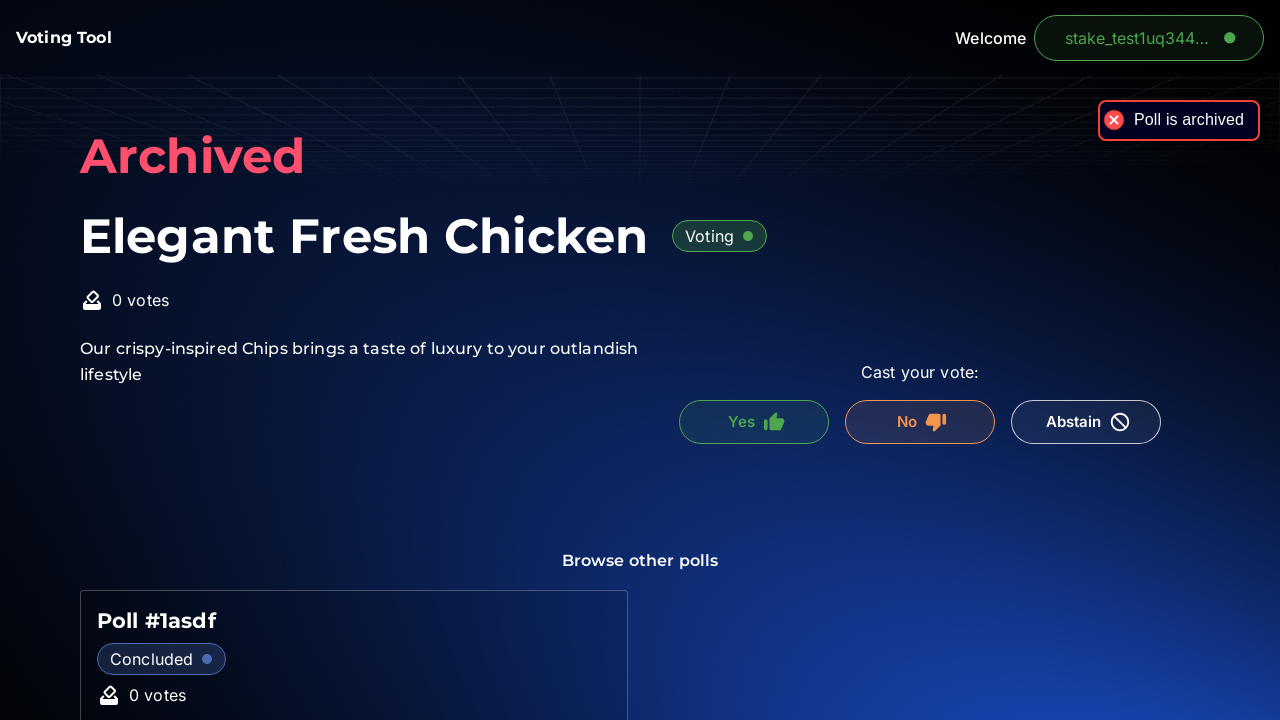 Voting Tool
Welcome
stake_test1uq344...
Poll is archived
Archived
Elegant Fresh Chicken
Voting
0 votes
Our crispy-inspired Chips brings a taste of luxury to your outlandish
lifestyle
Cast your vote:
Yes
No
Abstain
Browse other polls
Poll #1asdf
Concluded
0 votes